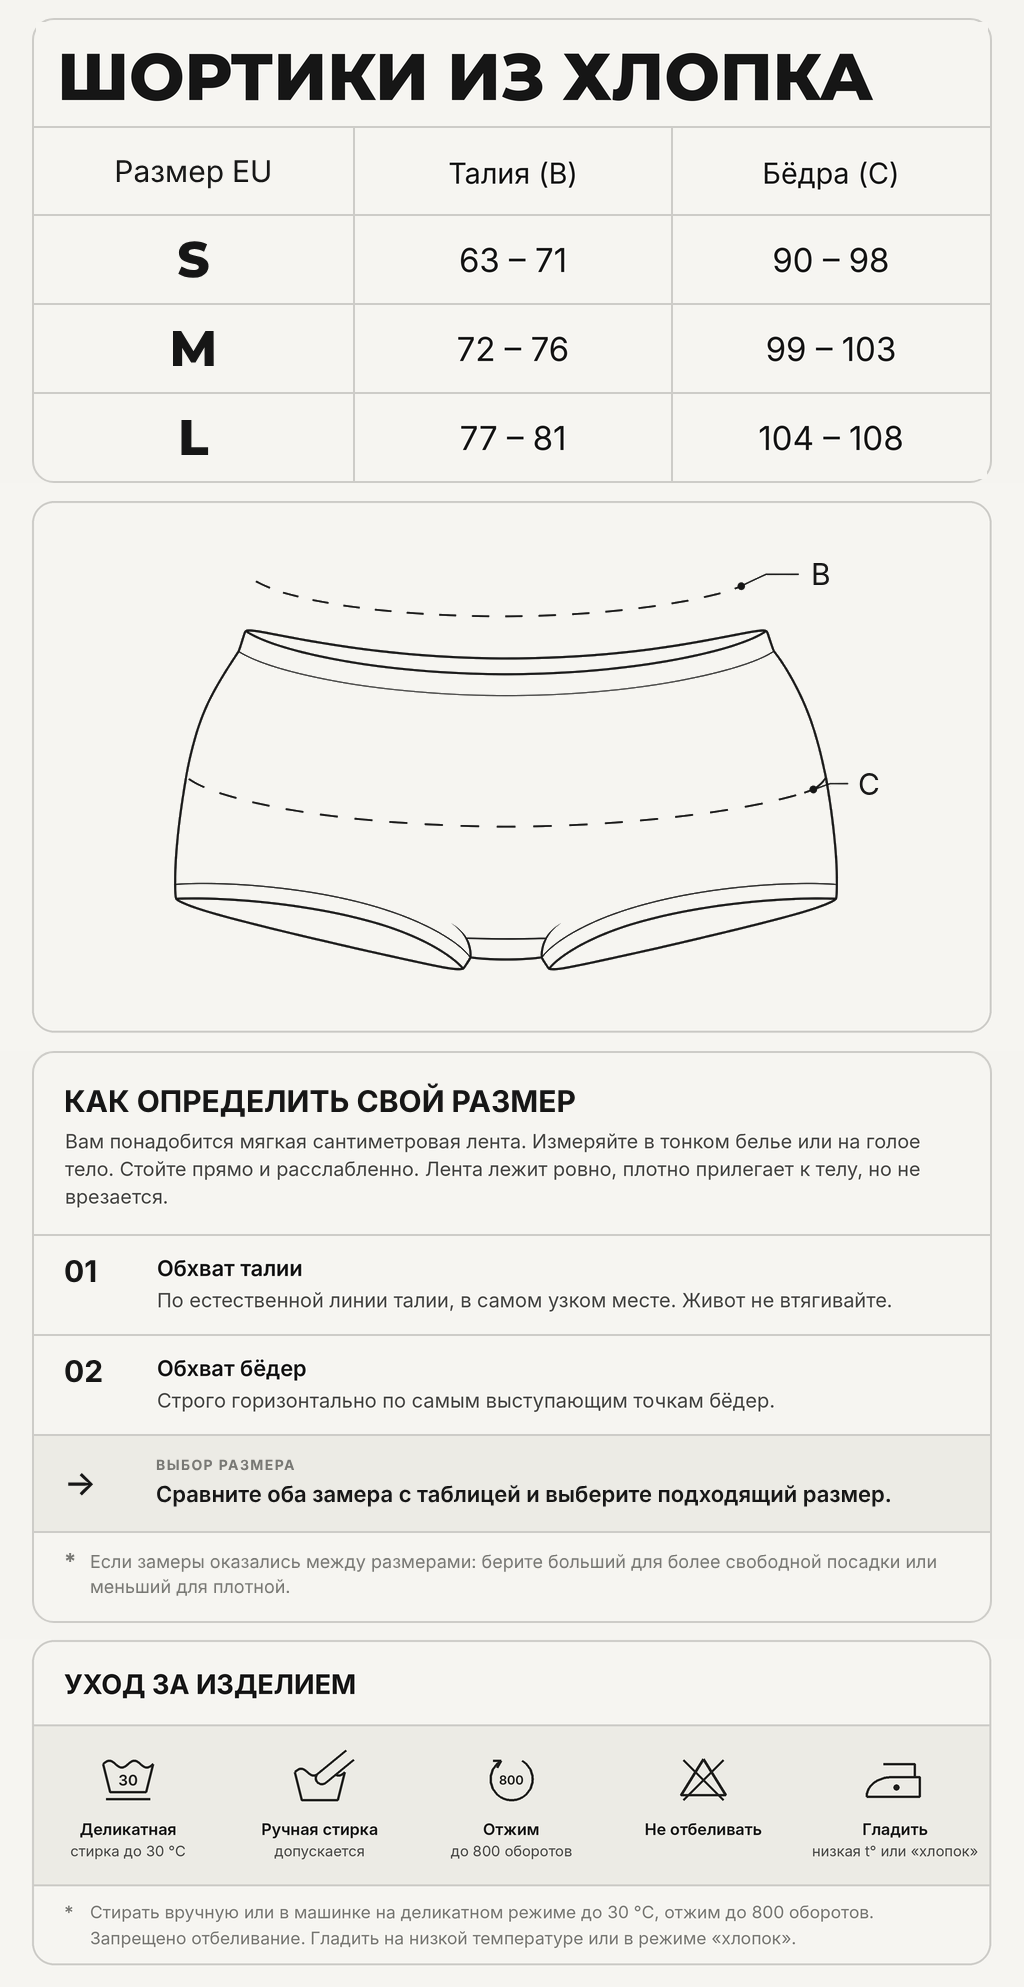 ШОРТИКИ ИЗ ХЛОПКА
Размер EU Талия (B) Бёдра (C)
S 63 – 71 90 – 98
M 72 – 76 99 – 103
L 77 – 81 104 – 108
B
C
КАК ОПРЕДЕЛИТЬ СВОЙ РАЗМЕР
Вам понадобится мягкая сантиметровая лента. Измеряйте в тонком белье или на голое
тело. Стойте прямо и расслабленно. Лента лежит ровно, плотно прилегает к телу, но не
врезается.
01 Обхват талии
По естественной линии талии, в самом узком месте. Живот не втягивайте.
02 Обхват бёдер
Строго горизонтально по самым выступающим точкам бёдер.
ВЫБОР РАЗМЕРА
→ Сравните оба замера с таблицей и выберите подходящий размер.
* Если замеры оказались между размерами: берите больший для более свободной посадки или
меньший для плотной.
УХОД ЗА ИЗДЕЛИЕМ
30 800
Деликатная Ручная стирка Отжим Не отбеливать Гладить
стирка до 30 °C допускается до 800 оборотов низкая t° или «хлопок»
* Стирать вручную или в машинке на деликатном режиме до 30 °C, отжим до 800 оборотов.
Запрещено отбеливание. Гладить на низкой температуре или в режиме «хлопок».